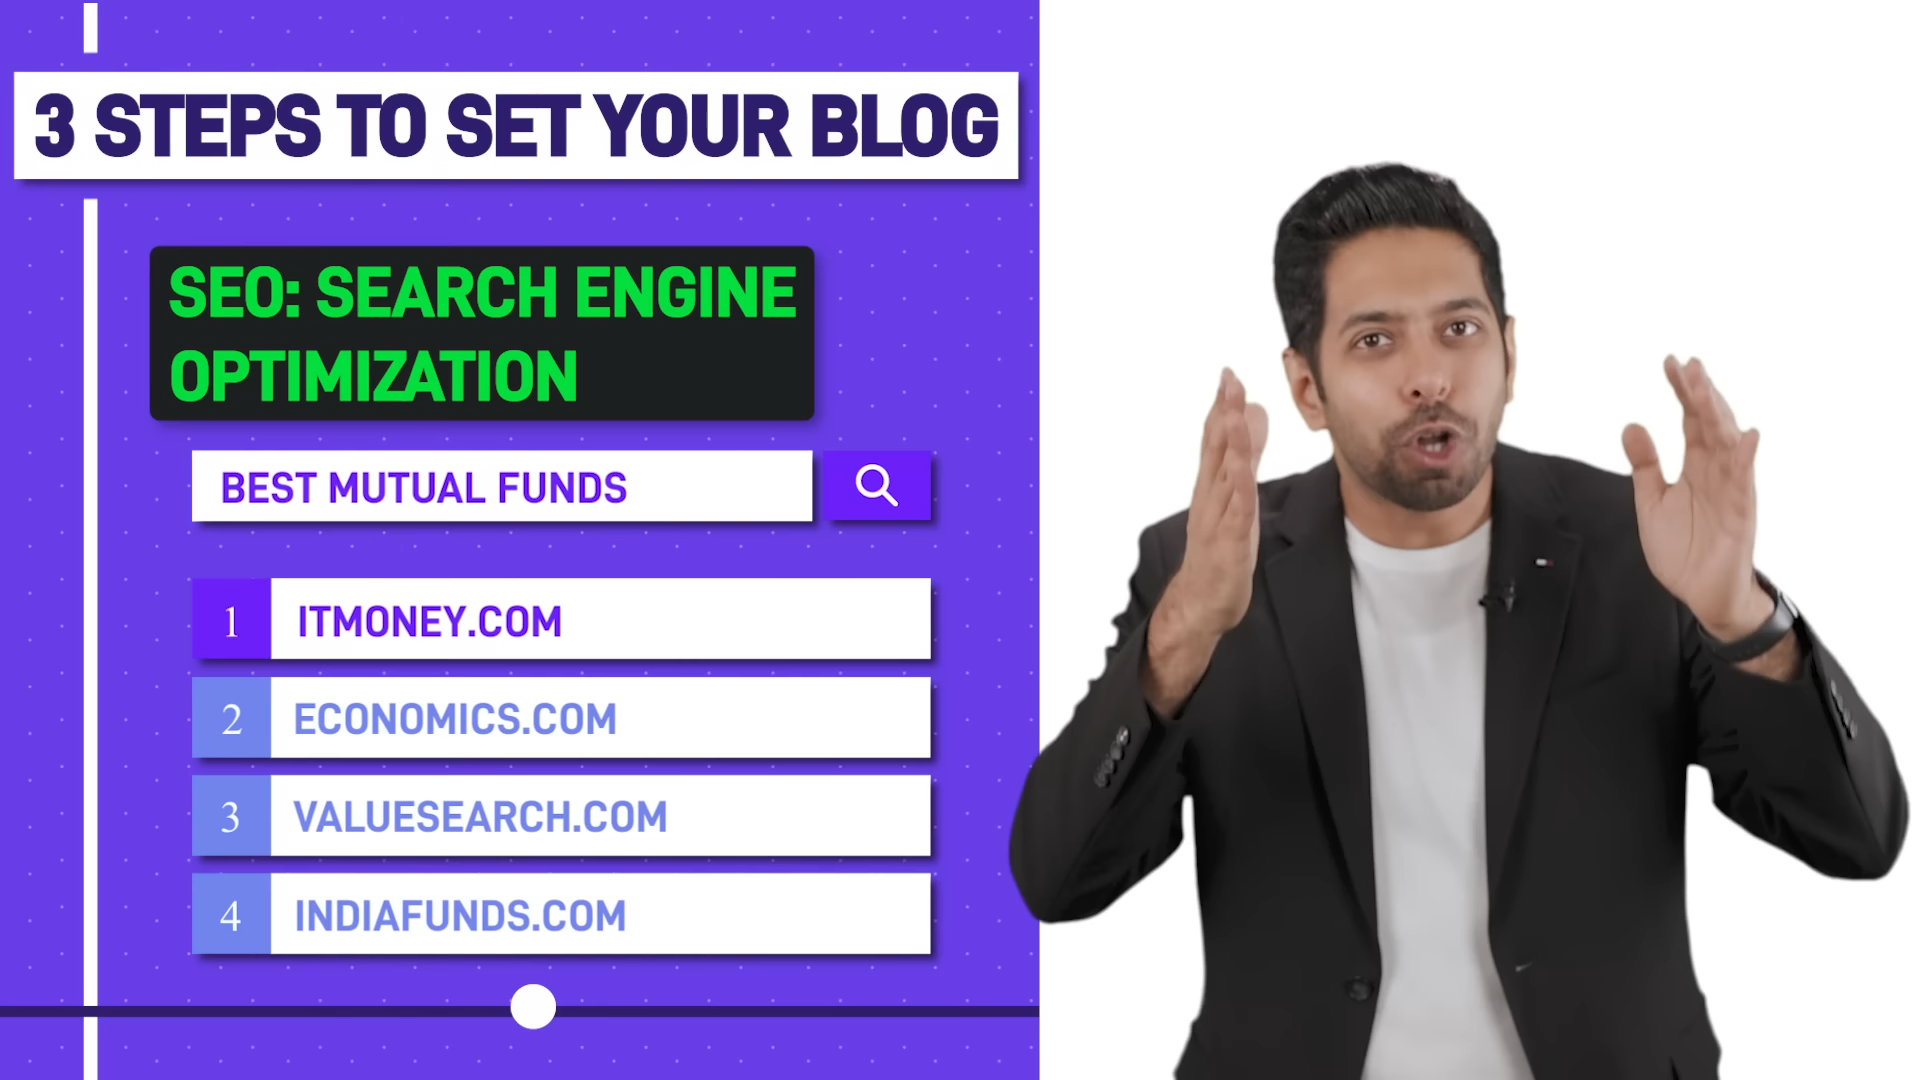 3 STEPS TO SET YOUR BLOG
SEO: SEARCH ENGINE
OPTIMIZATION
BEST MUTUAL FUNDS
1 ITMONEY.COM
2 ECONOMICS.COM
3 VALUESEARCH.COM
4 INDIAFUNDS.COM